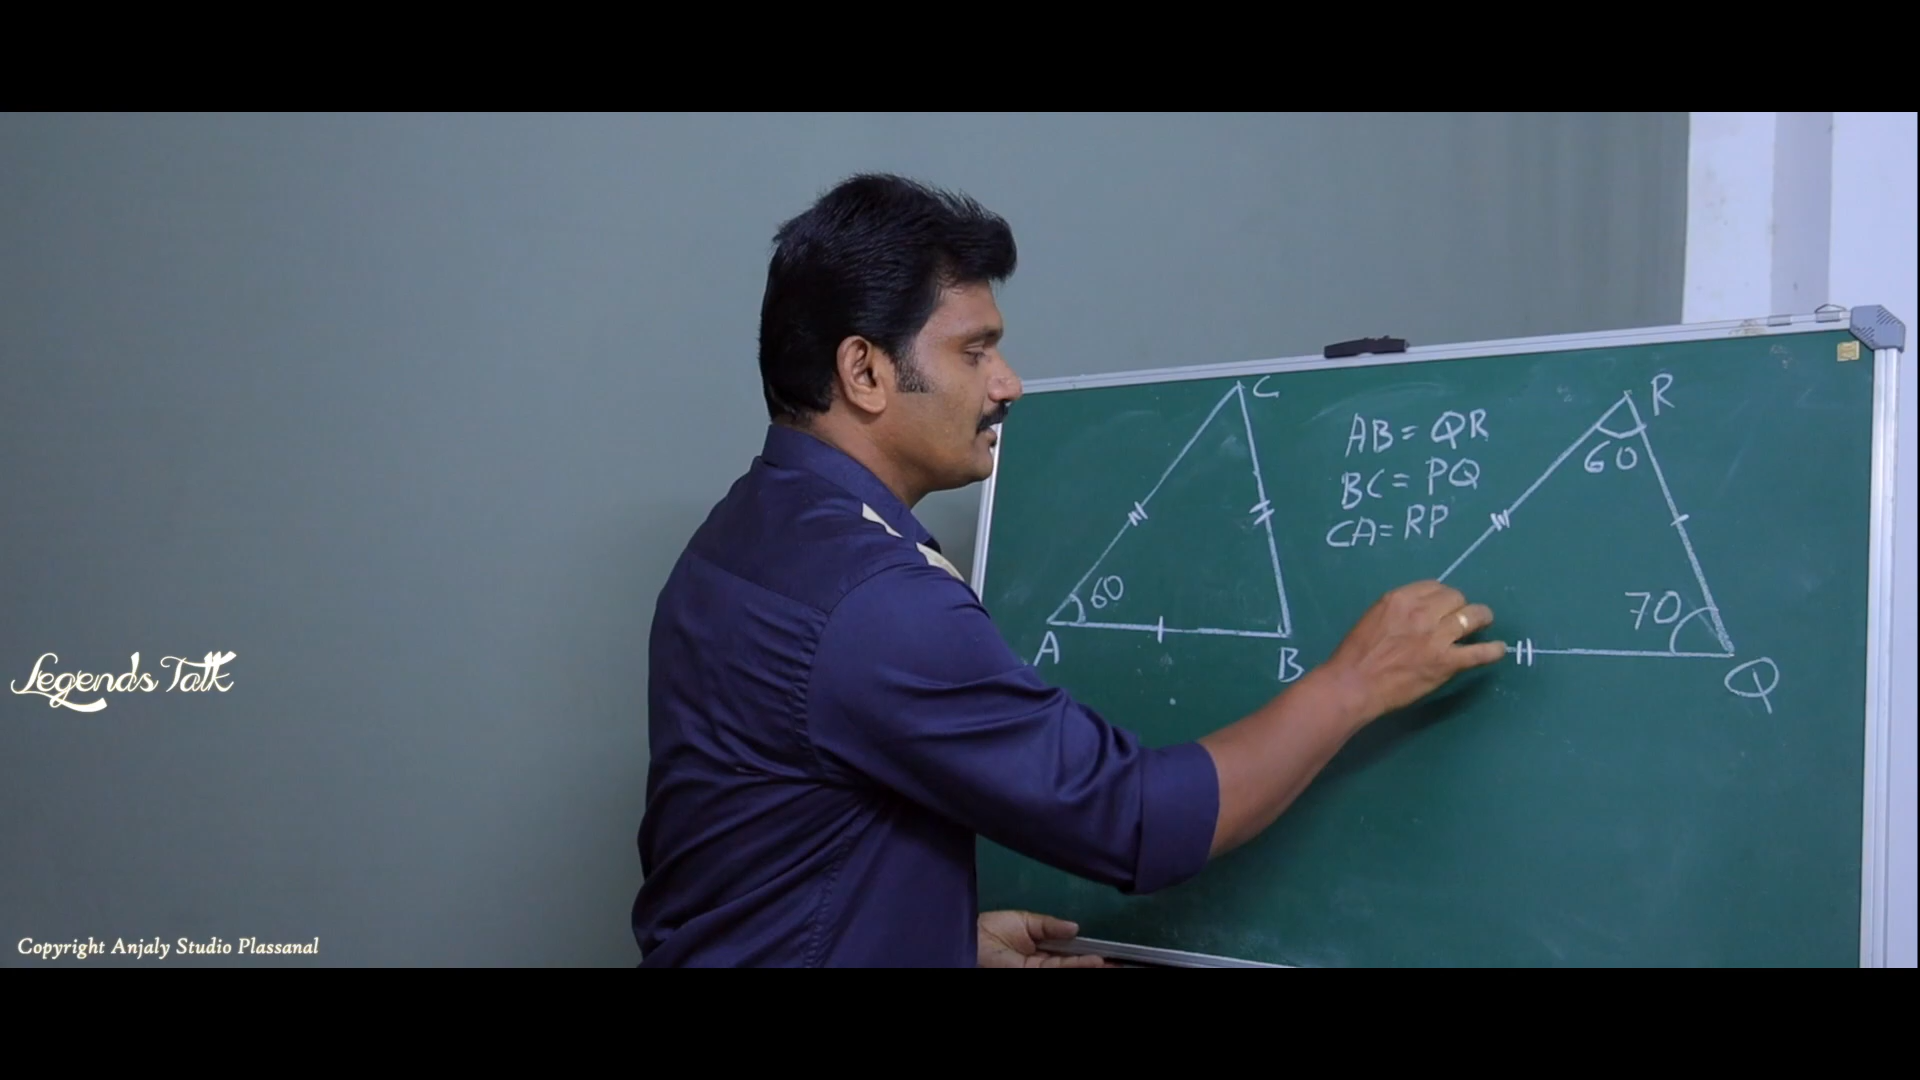 C
R
AB = QR
BC = PQ
CA = RP
60
60
70
A
B
Q
Legends Talk
Copyright Anjaly Studio Plassanal